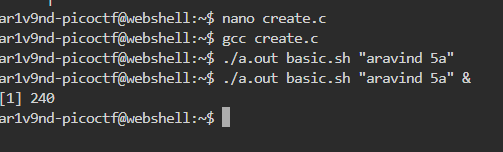 ar1v9nd-picoctf@webshell:~$ nano create.c
ar1v9nd-picoctf@webshell:~$ gcc create.c
ar1v9nd-picoctf@webshell:~$ ./a.out basic.sh "aravind 5a"
ar1v9nd-picoctf@webshell:~$ ./a.out basic.sh "aravind 5a" &
[1] 240
ar1v9nd-picoctf@webshell:~$